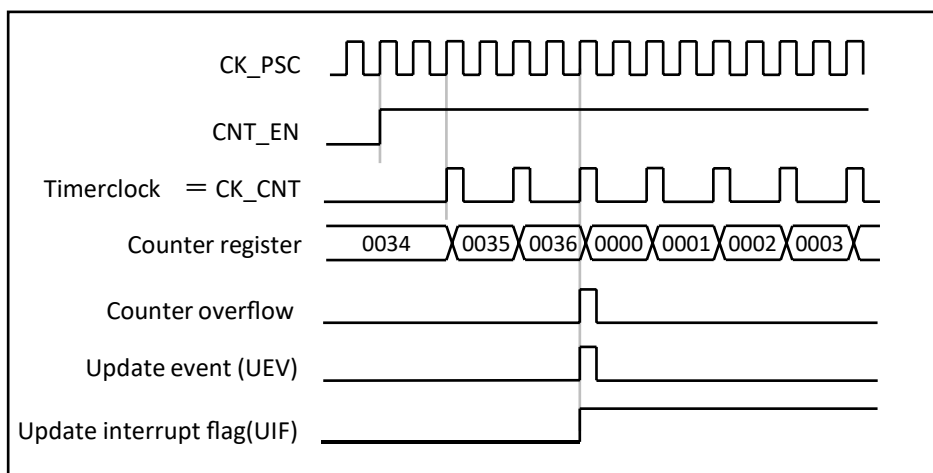 CK_PSC
CNT_EN
Timerclock = CK_CNT
Counter register 0034 0035 0036 0000 0001 0002 0003
Counter overflow
Update event (UEV)
Update interrupt flag(UIF)